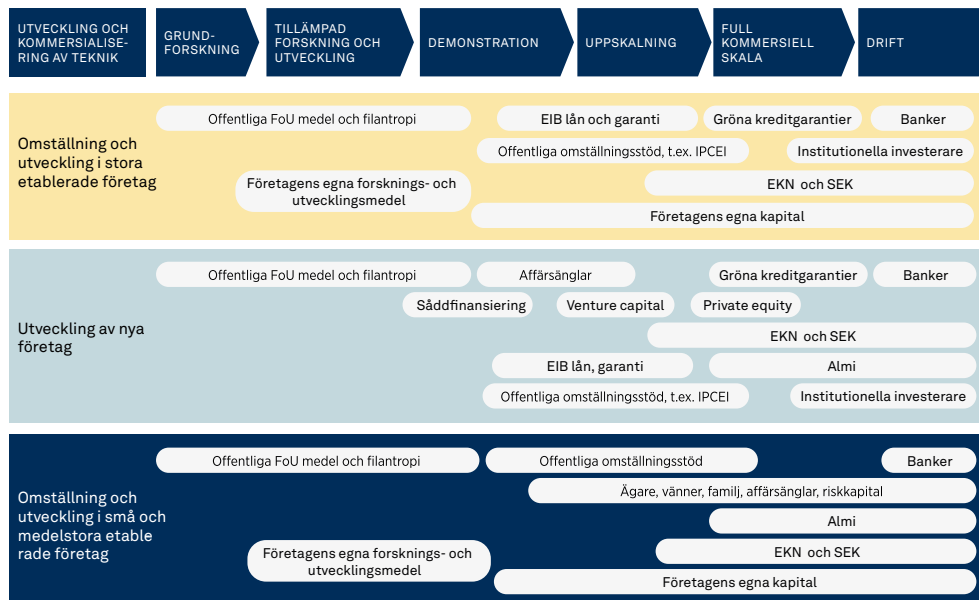 UTVECKLING OCH
KOMMERSIALISE-
RING AV TEKNIK
GRUND-
FORSKNING
TILLÄMPAD
FORSKNING OCH
UTVECKLING
DEMONSTRATION
UPPSKALNING
FULL
KOMMERSIELL
SKALA
DRIFT
Omställning och
utveckling i stora
etablerade företag
Offentliga FoU medel och filantropi
EIB lån och garanti
Gröna kreditgarantier
Banker
Offentliga omställningsstöd, t.ex. IPCEI
Institutionella investerare
Företagens egna forsknings- och
utvecklingsmedel
EKN och SEK
Företagens egna kapital
Utveckling av nya
företag
Offentliga FoU medel och filantropi
Affärsänglar
Gröna kreditgarantier
Banker
Såddfinansiering
Venture capital
Private equity
EKN och SEK
EIB lån, garanti
Almi
Offentliga omställningsstöd, t.ex. IPCEI
Institutionella investerare
Omställning och
utveckling i små och
medelstora etable
rade företag
Offentliga FoU medel och filantropi
Offentliga omställningsstöd
Banker
Ägare, vänner, familj, affärsänglar, riskkapital
Almi
Företagens egna forsknings- och
utvecklingsmedel
EKN och SEK
Företagens egna kapital